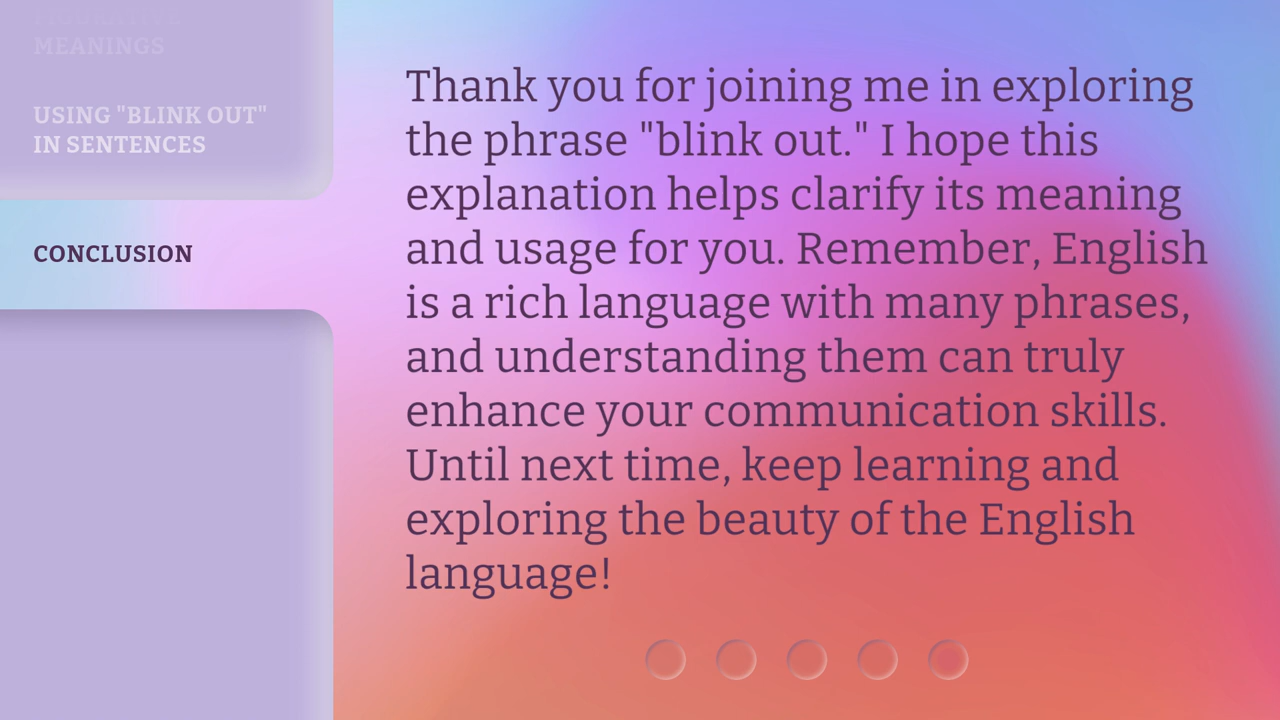 MEANINGS
USING "BLINK OUT"
IN SENTENCES
CONCLUSION
Thank you for joining me in exploring
the phrase "blink out." I hope this
explanation helps clarify its meaning
and usage for you. Remember, English
is a rich language with many phrases,
and understanding them can truly
enhance your communication skills.
Until next time, keep learning and
exploring the beauty of the English
language!